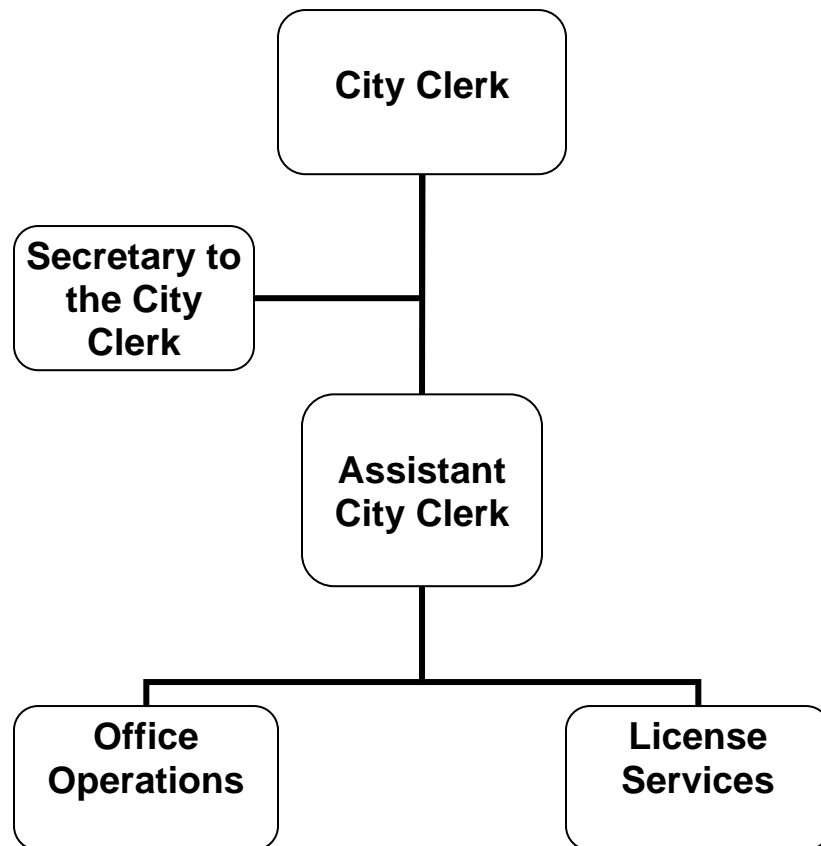 City Clerk
Secretary to
the City
Clerk
Assistant
City Clerk
Office
Operations
License
Services